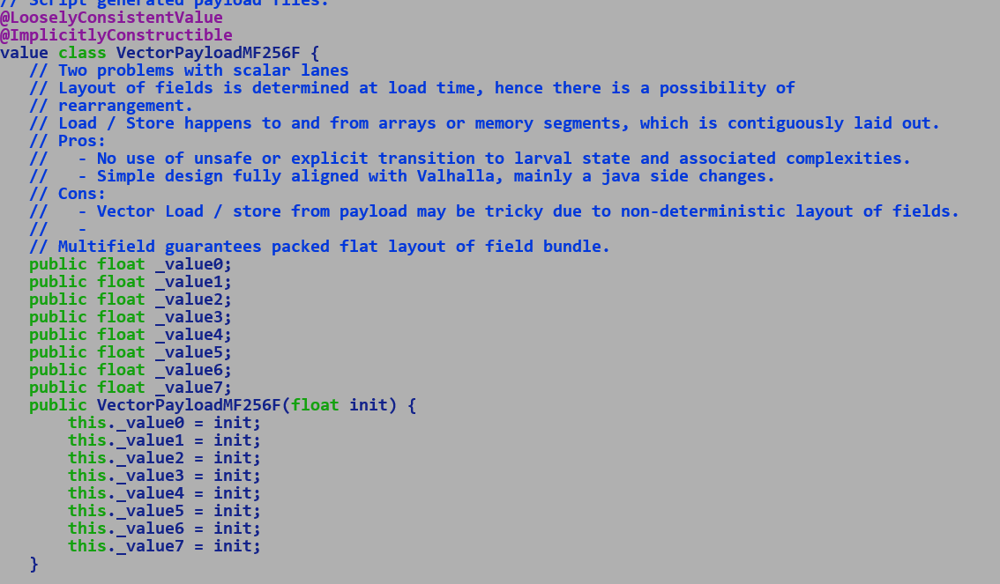 // Script generated payload files.
@LooselyConsistentValue
@ImplicitlyConstructible
value class VectorPayloadMF256F {
   // Two problems with scalar lanes
   // Layout of fields is determined at load time, hence there is a possibility of
   // rearrangement.
   // Load / Store happens to and from arrays or memory segments, which is contiguously laid out.
   // Pros:
   //   - No use of unsafe or explicit transition to larval state and associated complexities.
   //   - Simple design fully aligned with Valhalla, mainly a java side changes.
   // Cons:
   //   - Vector Load / store from payload may be tricky due to non-deterministic layout of fields.
   //   -
   // Multifield guarantees packed flat layout of field bundle.
   public float _value0;
   public float _value1;
   public float _value2;
   public float _value3;
   public float _value4;
   public float _value5;
   public float _value6;
   public float _value7;
   public VectorPayloadMF256F(float init) {
       this._value0 = init;
       this._value1 = init;
       this._value2 = init;
       this._value3 = init;
       this._value4 = init;
       this._value5 = init;
       this._value6 = init;
       this._value7 = init;
   }